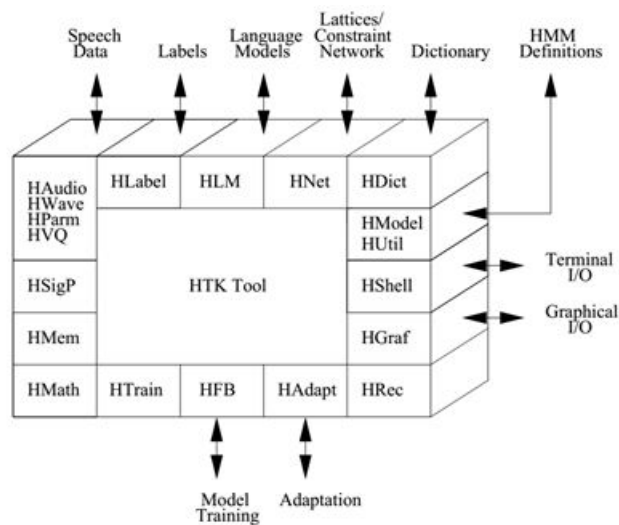 Speech
Data
Labels
Language
Models
Lattices/
Constraint
Network
Dictionary
HMM
Definitions
HAudio
HWave
HParm
HVQ
HLabel
HLM
HNet
HDict
HModel
HUtil
HSigP
HTK Tool
HShell
Terminal
I/O
HMem
HGraf
Graphical
I/O
HMath
HTrain
HFB
HAdapt
HRec
Model
Training
Adaptation